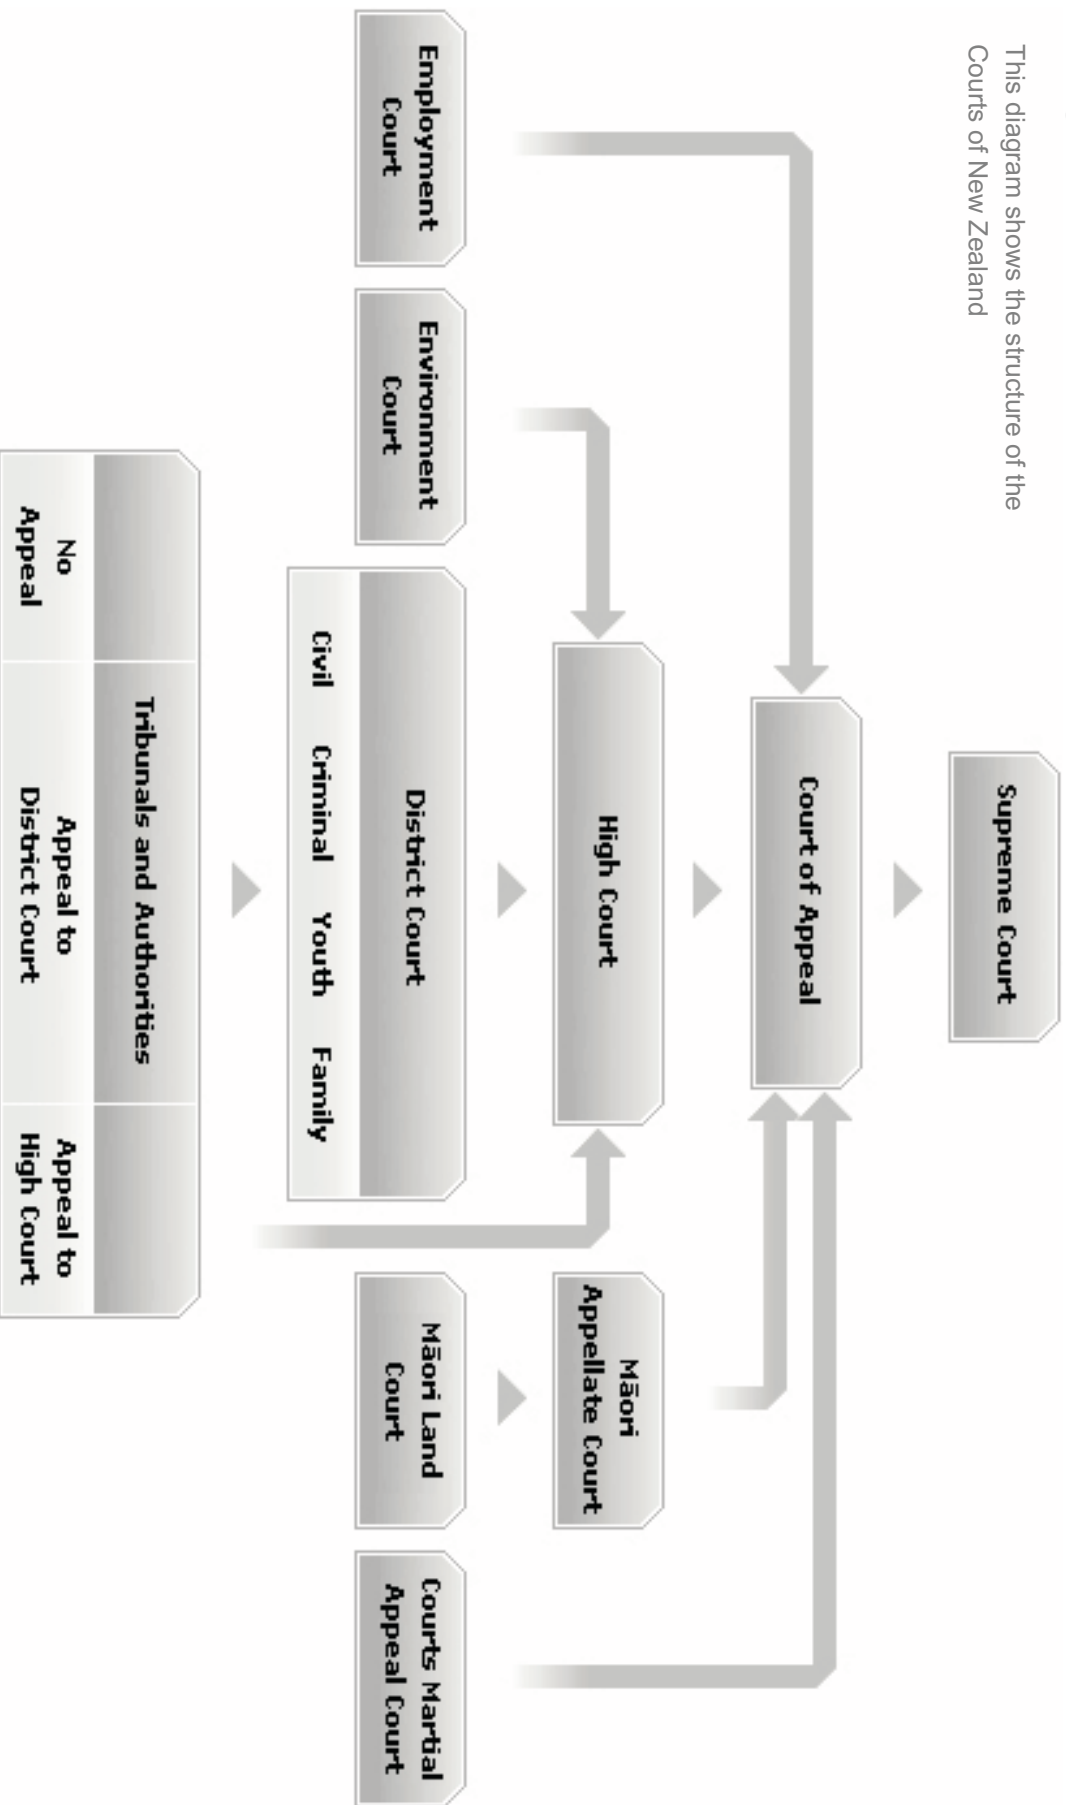 This diagram shows the structure of the
Courts of New Zealand
Supreme Court
Court of Appeal
High Court
Māori
Appellate Court
Employment
Court
Environment
Court
District Court
Civil Criminal Youth Family
Māori Land
Court
Courts Martial
Appeal Court
Tribunals and Authorities
No
Appeal
Appeal to
District Court
Appeal to
High Court